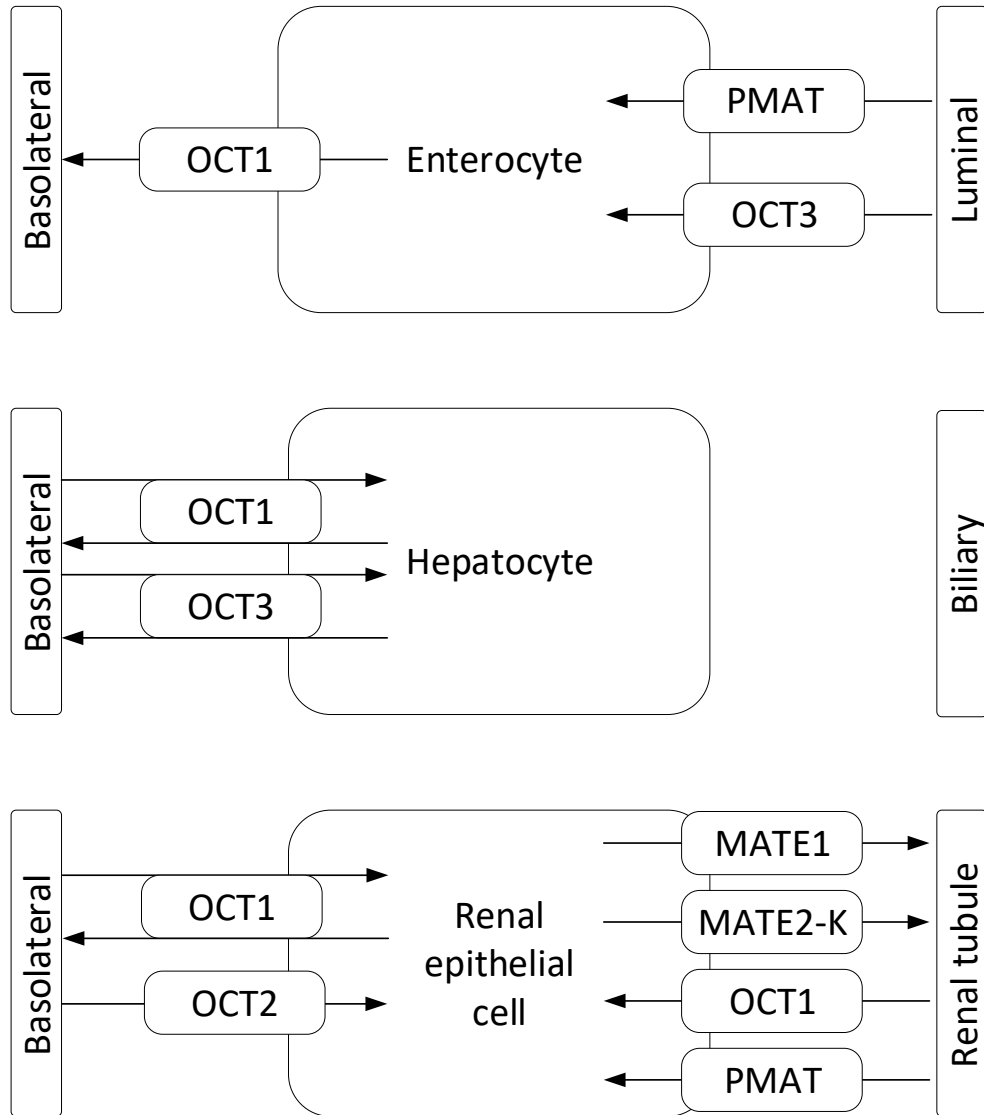 Basolateral
OCT1
Enterocyte
PMAT
OCT3
Luminal
Basolateral
OCT1
OCT3
Hepatocyte
Biliary
Basolateral
OCT1
OCT2
Renal
epithelial
cell
MATE1
MATE2-K
OCT1
PMAT
Renal tubule